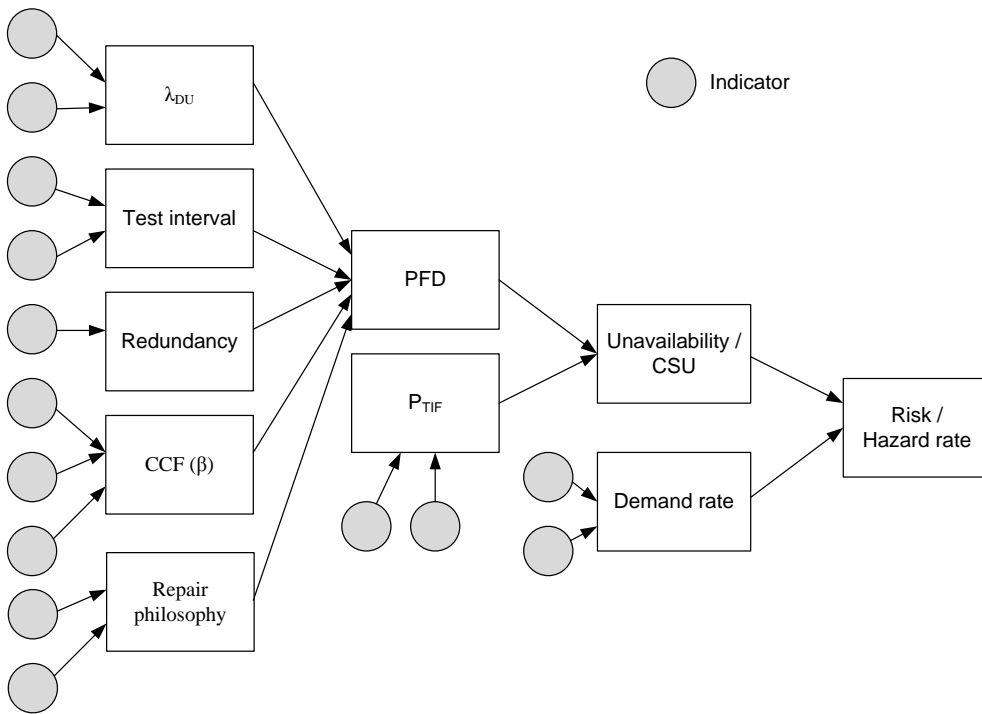 Indicator
λDU
Test interval
Redundancy
CCF (β)
Repair
philosophy
PFD
PTIF
Unavailability /
CSU
Demand rate
Risk /
Hazard rate